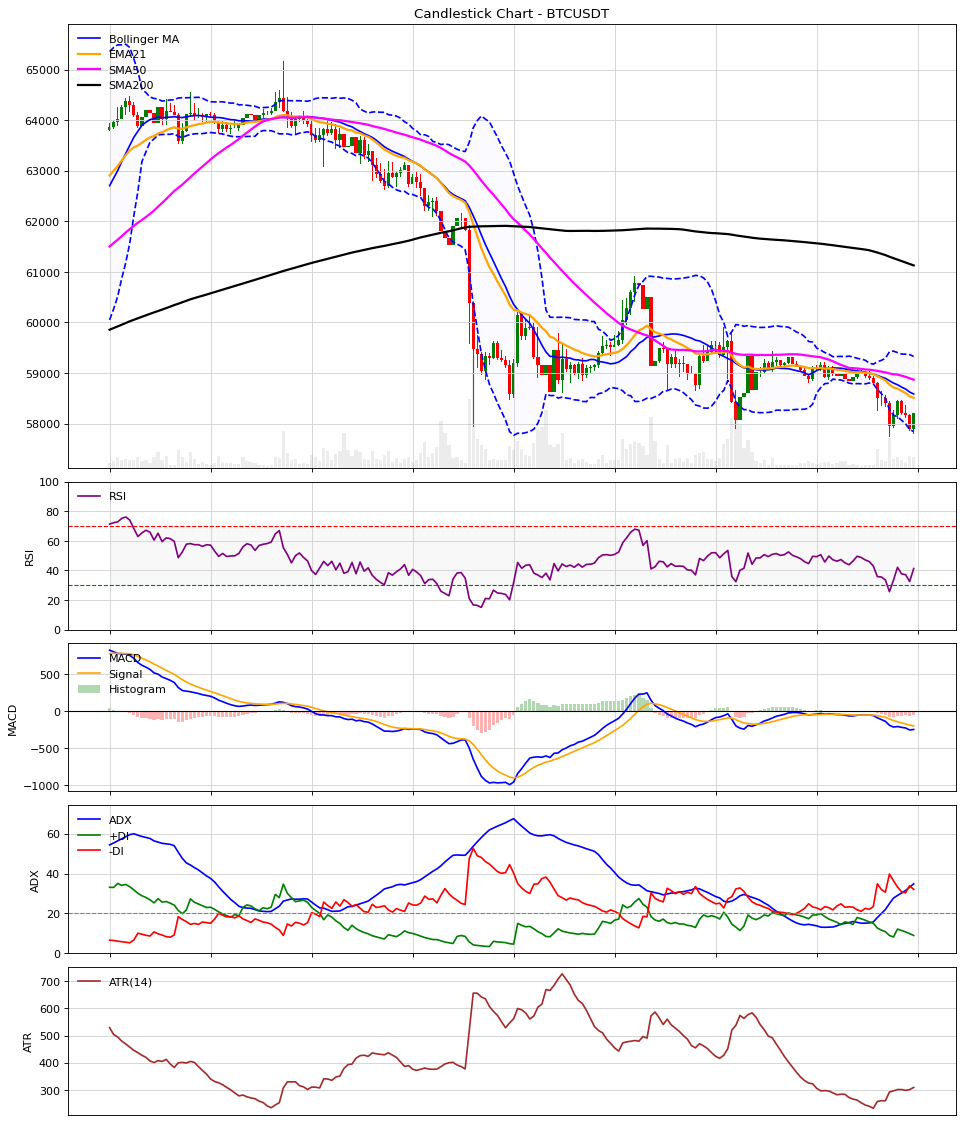 Candlestick Chart - BTCUSDT
Bollinger MA
EMA21
SMA50
SMA200
65000
64000
63000
62000
61000
60000
59000
58000
RSI
100
80
60
40
20
0
RSI
MACD
Signal
Histogram
500
0
−500
−1000
MACD
ADX
+DI
-DI
60
40
20
0
ADX
ATR(14)
700
600
500
400
300
ATR